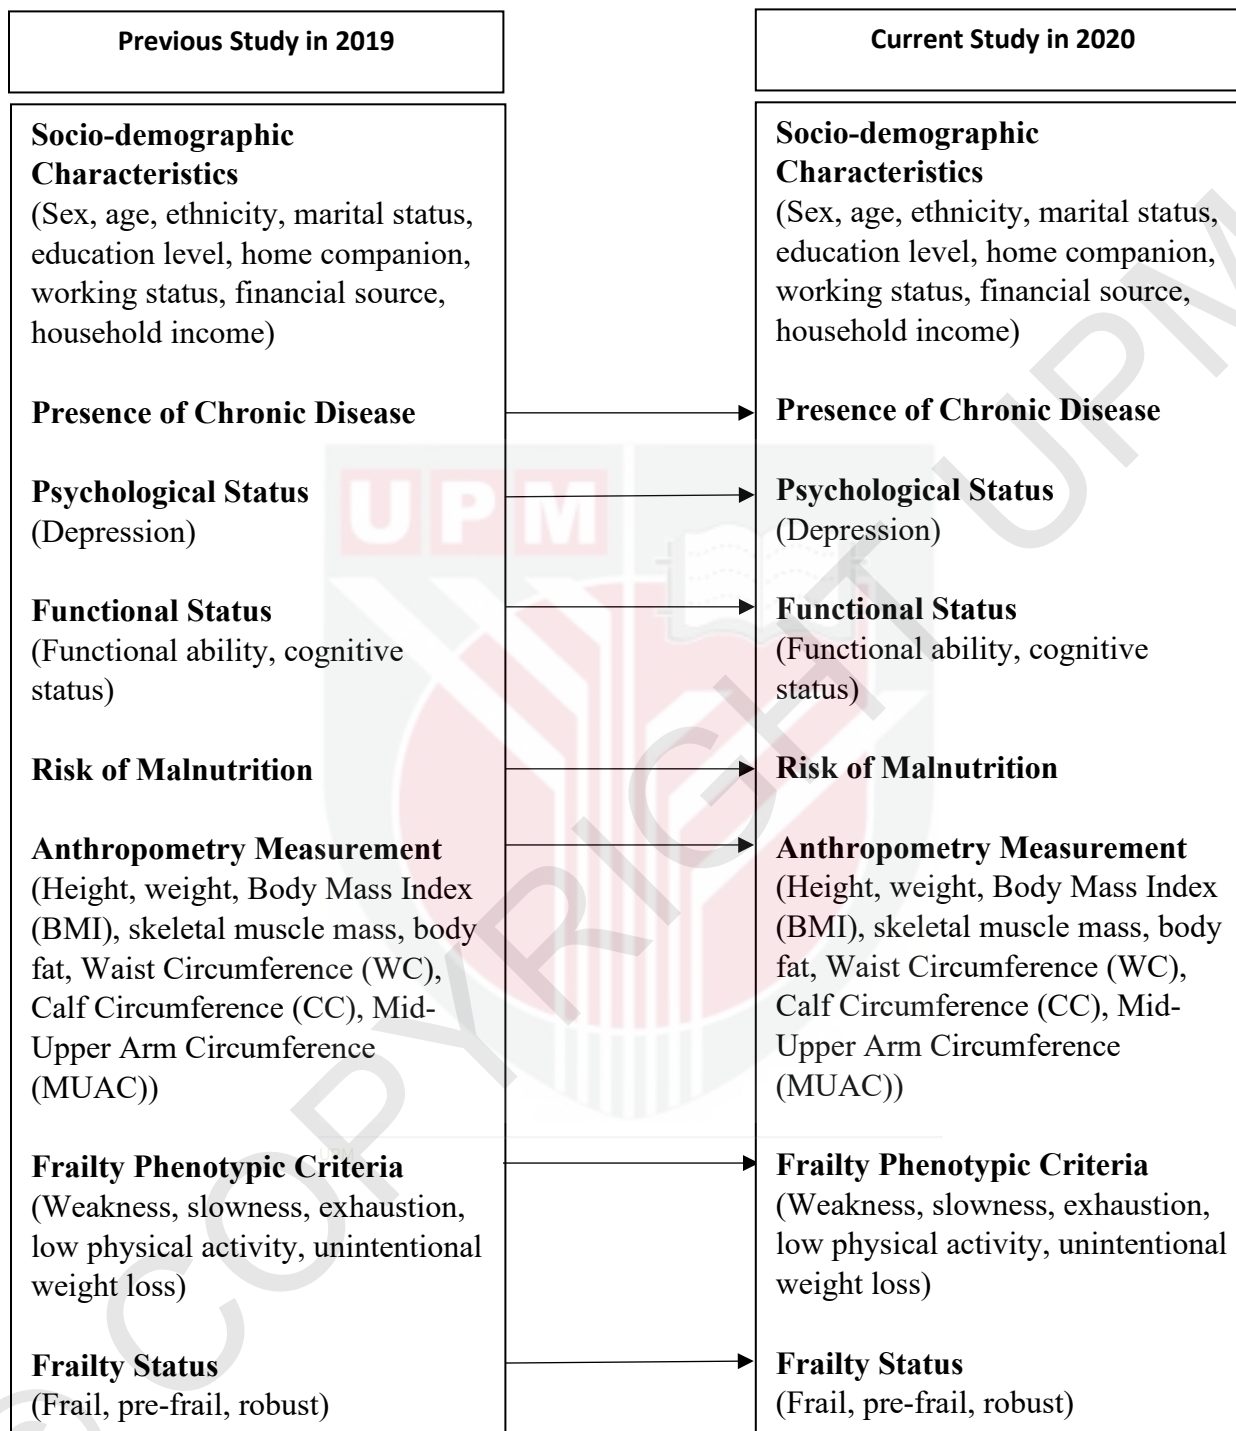 Previous Study in 2019
Socio-demographic
Characteristics
(Sex, age, ethnicity, marital status,
education level, home companion,
working status, financial source,
household income)
Presence of Chronic Disease
Psychological Status
(Depression)
Functional Status
(Functional ability, cognitive
status)
Risk of Malnutrition
Anthropometry Measurement
(Height, weight, Body Mass Index
(BMI), skeletal muscle mass, body
fat, Waist Circumference (WC),
Calf Circumference (CC), Mid-
Upper Arm Circumference
(MUAC))
Frailty Phenotypic Criteria
(Weakness, slowness, exhaustion,
low physical activity, unintentional
weight loss)
Frailty Status
(Frail, pre-frail, robust)
Current Study in 2020
Socio-demographic
Characteristics
(Sex, age, ethnicity, marital status,
education level, home companion,
working status, financial source,
household income)
Presence of Chronic Disease
Psychological Status
(Depression)
Functional Status
(Functional ability, cognitive
status)
Risk of Malnutrition
Anthropometry Measurement
(Height, weight, Body Mass Index
(BMI), skeletal muscle mass, body
fat, Waist Circumference (WC),
Calf Circumference (CC), Mid-
Upper Arm Circumference
(MUAC))
Frailty Phenotypic Criteria
(Weakness, slowness, exhaustion,
low physical activity, unintentional
weight loss)
Frailty Status
(Frail, pre-frail, robust)
UPM
UPM
© COPYRIGHT UPM